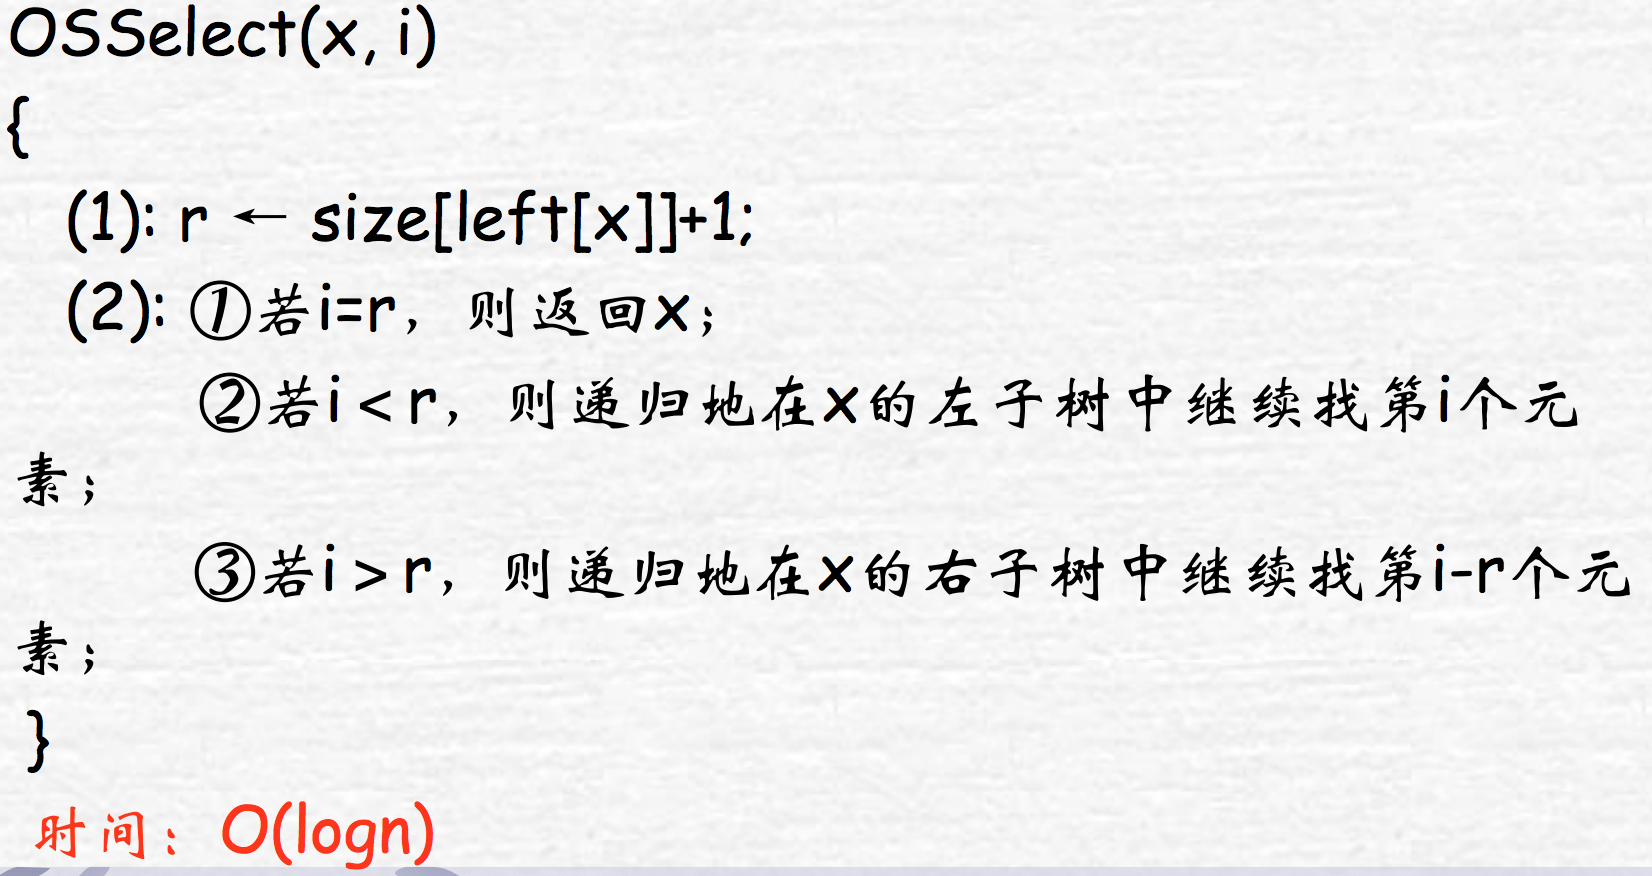 OSSelect(x, i)
{
(1): r ← size[left[x]]+1;
(2): ①若i=r，则返回x；
②若i < r，则递归地在x的左子树中继续找第i个元
素；
③若i > r，则递归地在x的右子树中继续找第i-r个元
素；
}
时间：O(logn)